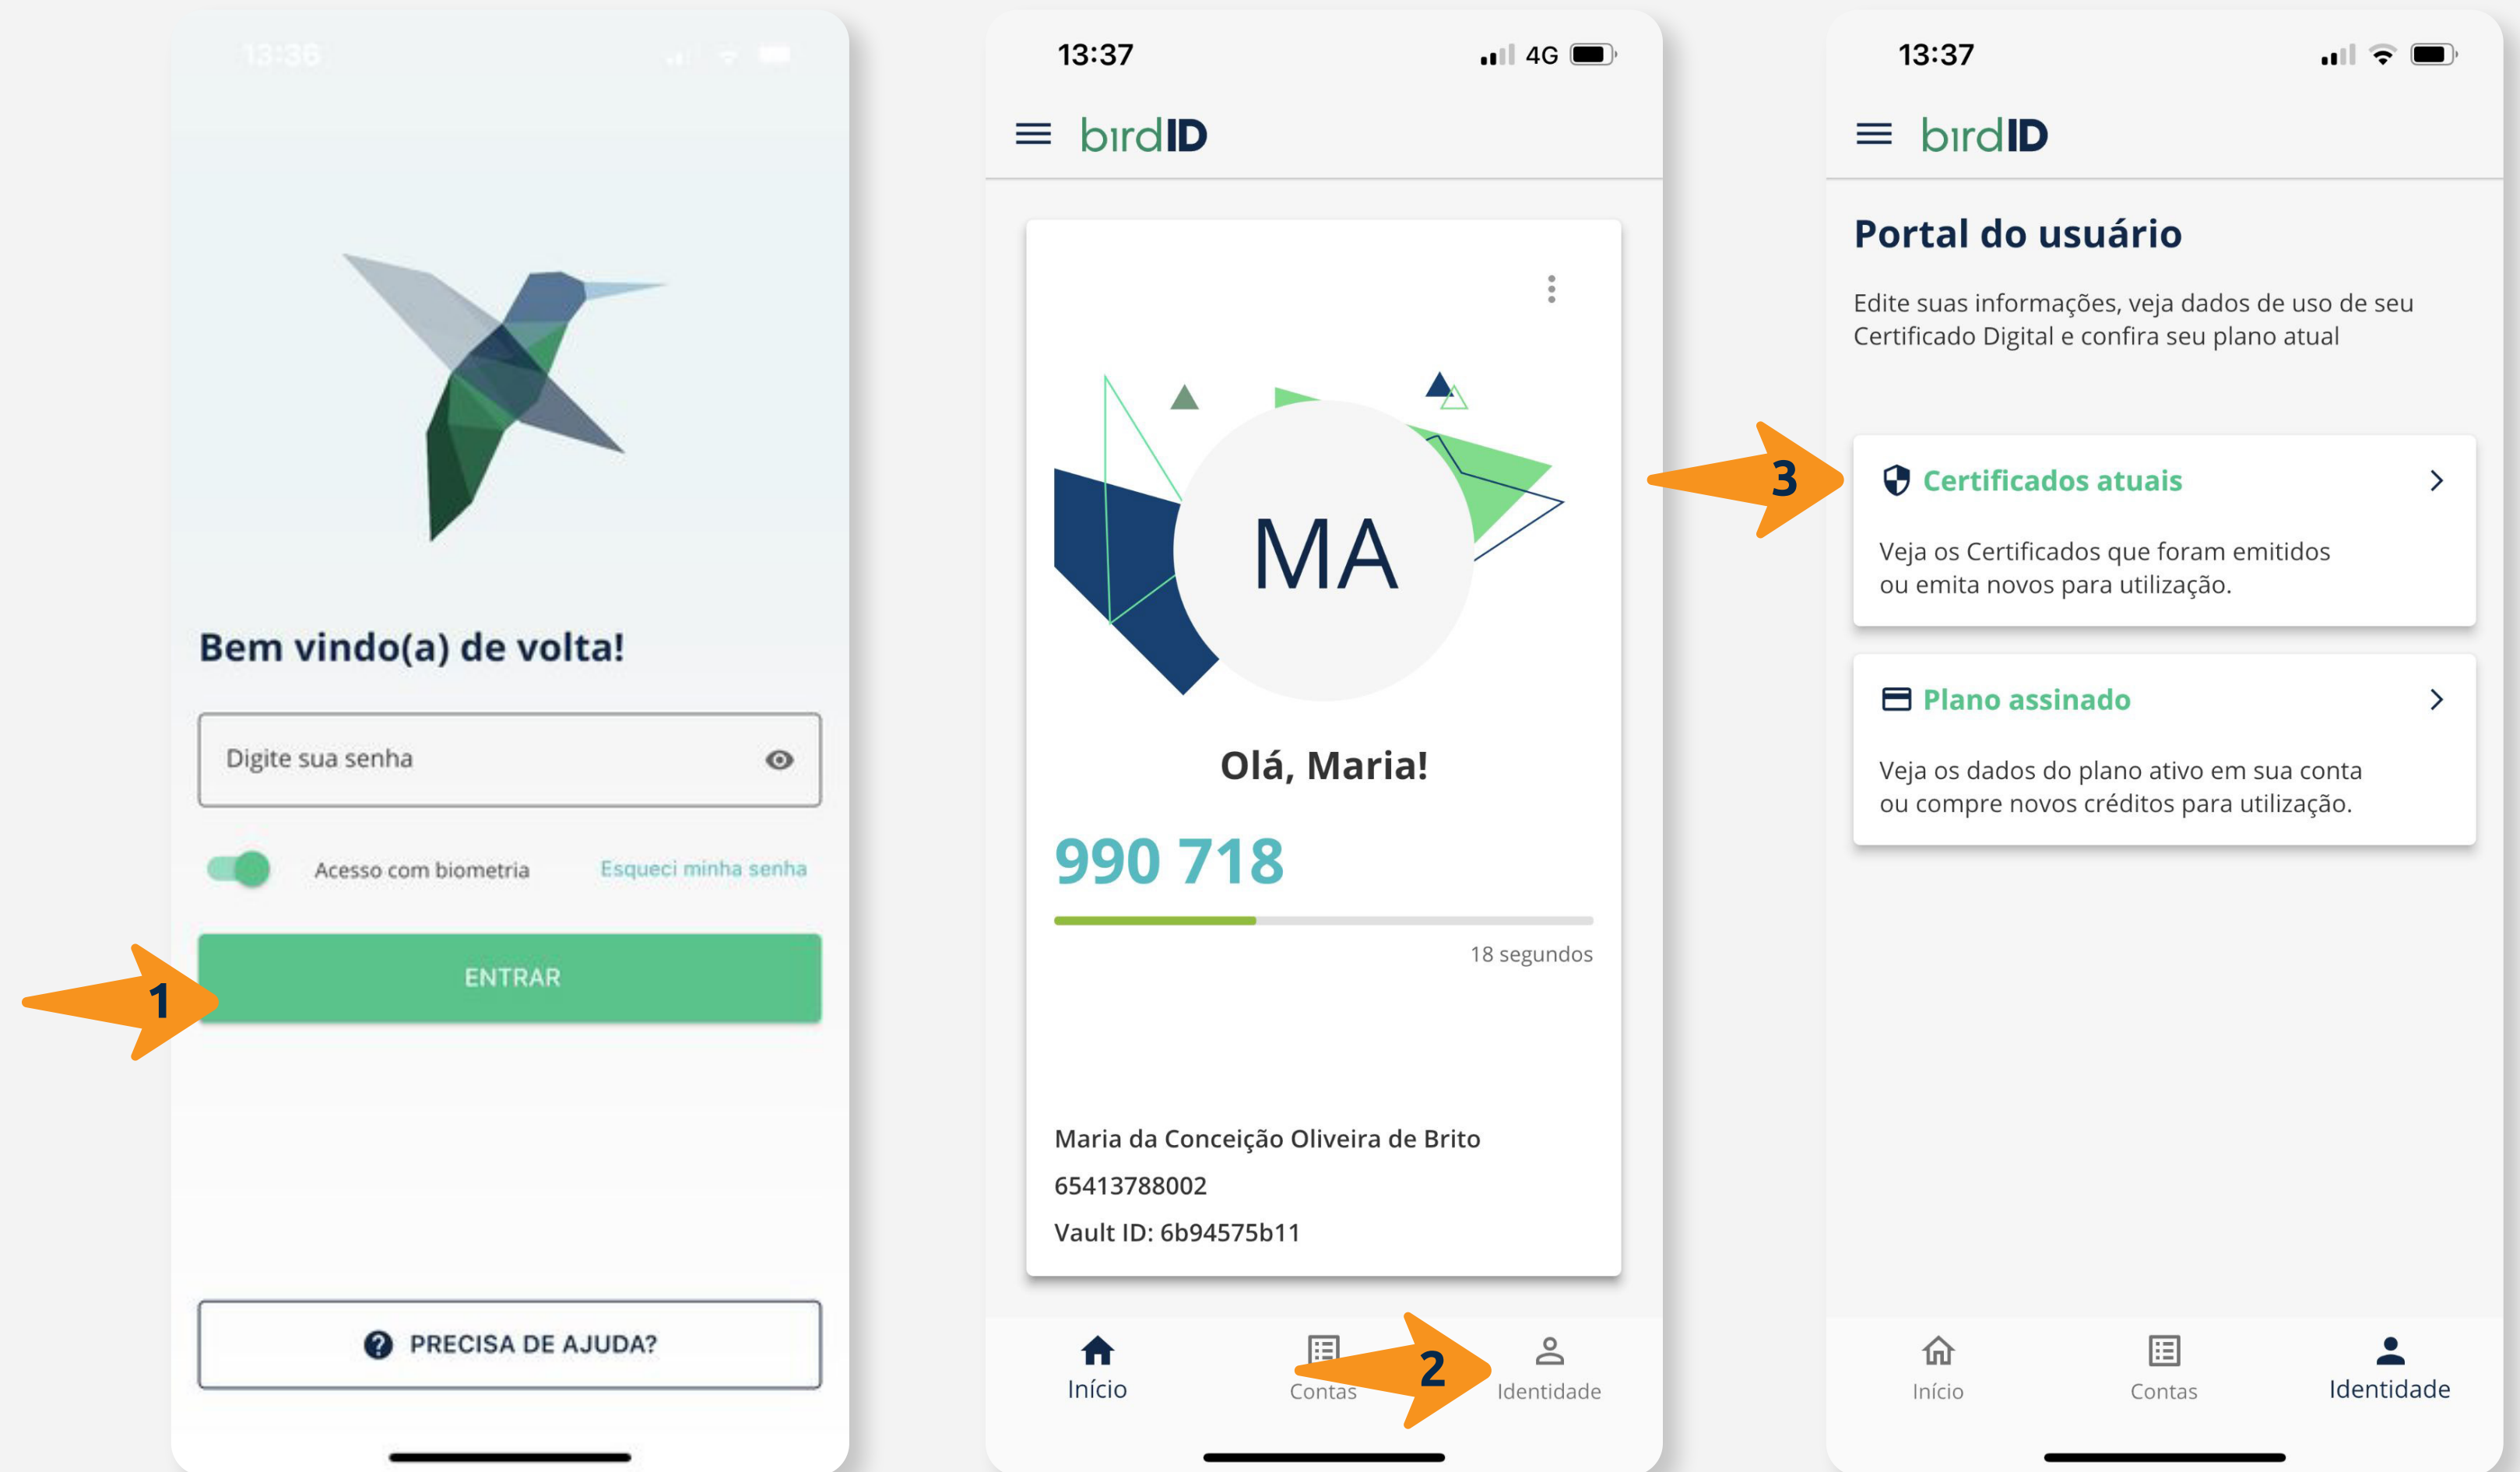 13:36
Bem vindo(a) de volta!
Digite sua senha
Acesso com biometria
Esqueci minha senha
ENTRAR
1
PRECISA DE AJUDA?
13:37
4G
birdID
MA
Olá, Maria!
990 718
18 segundos
Maria da Conceição Oliveira de Brito
65413788002
Vault ID: 6b94575b11
Início
Contas
2
Identidade
13:37
birdID
Portal do usuário
Edite suas informações, veja dados de uso de seu
Certificado Digital e confira seu plano atual
3
Certificados atuais
Veja os Certificados que foram emitidos
ou emita novos para utilização.
Plano assinado
Veja os dados do plano ativo em sua conta
ou compre novos créditos para utilização.
Início
Contas
Identidade